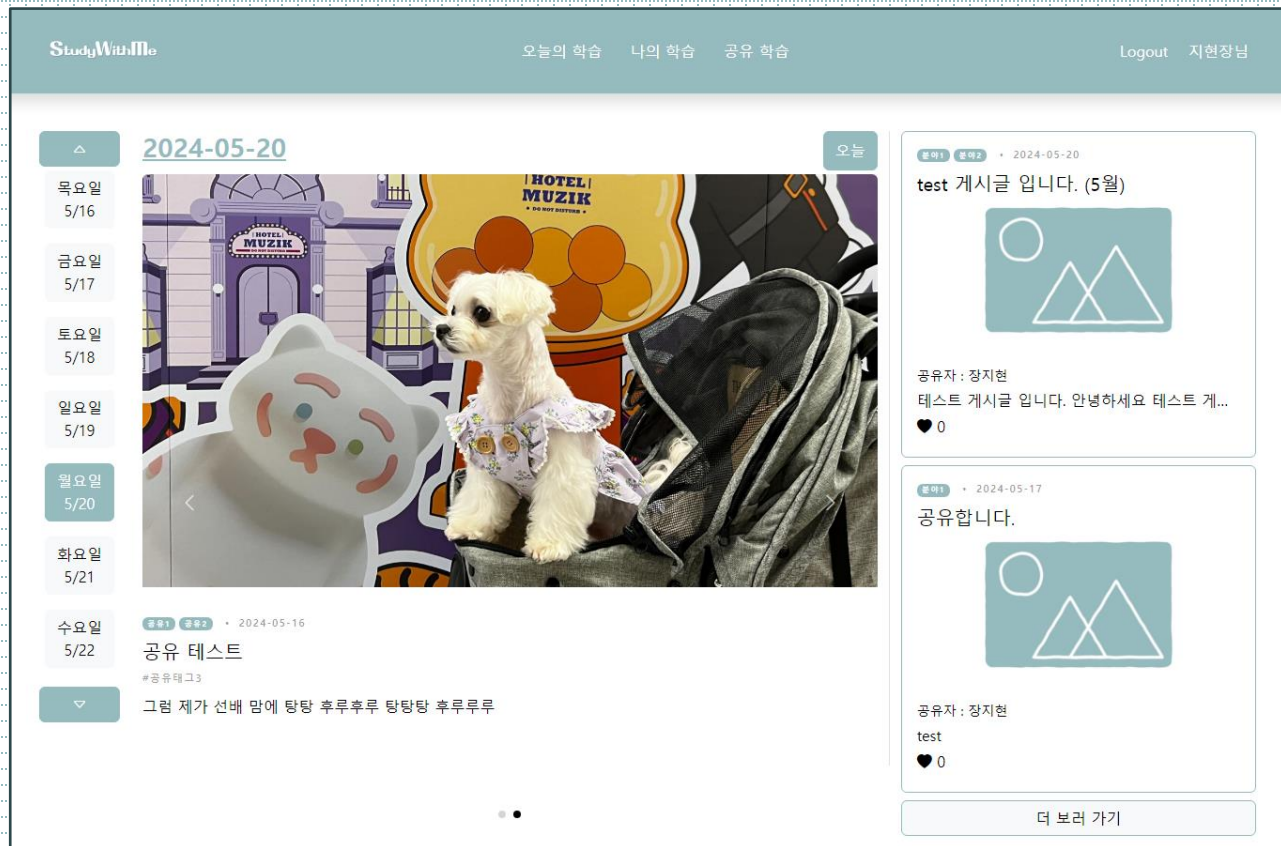 StudyWithMe
오늘의 학습 나의 학습 공유 학습
Logout 지현장님
목요일
5/16
금요일
5/17
토요일
5/18
일요일
5/19
월요일
5/20
화요일
5/21
수요일
5/22
2024-05-20
오늘
HOTEL
MUZIK
DO NOT DISTURB
HOTEL
MUZIK
공유1 공유2 • 2024-05-16
공유 테스트
#공유태그3
그럼 제가 선배 맘에 탕탕 후루후루 탕탕탕 후루루루
분야1 분야2 • 2024-05-20
test 게시글 입니다. (5월)
공유자 : 장지현
테스트 게시글 입니다. 안녕하세요 테스트 게...
0
분야1 • 2024-05-17
공유합니다.
공유자 : 장지현
test
0
더 보러 가기